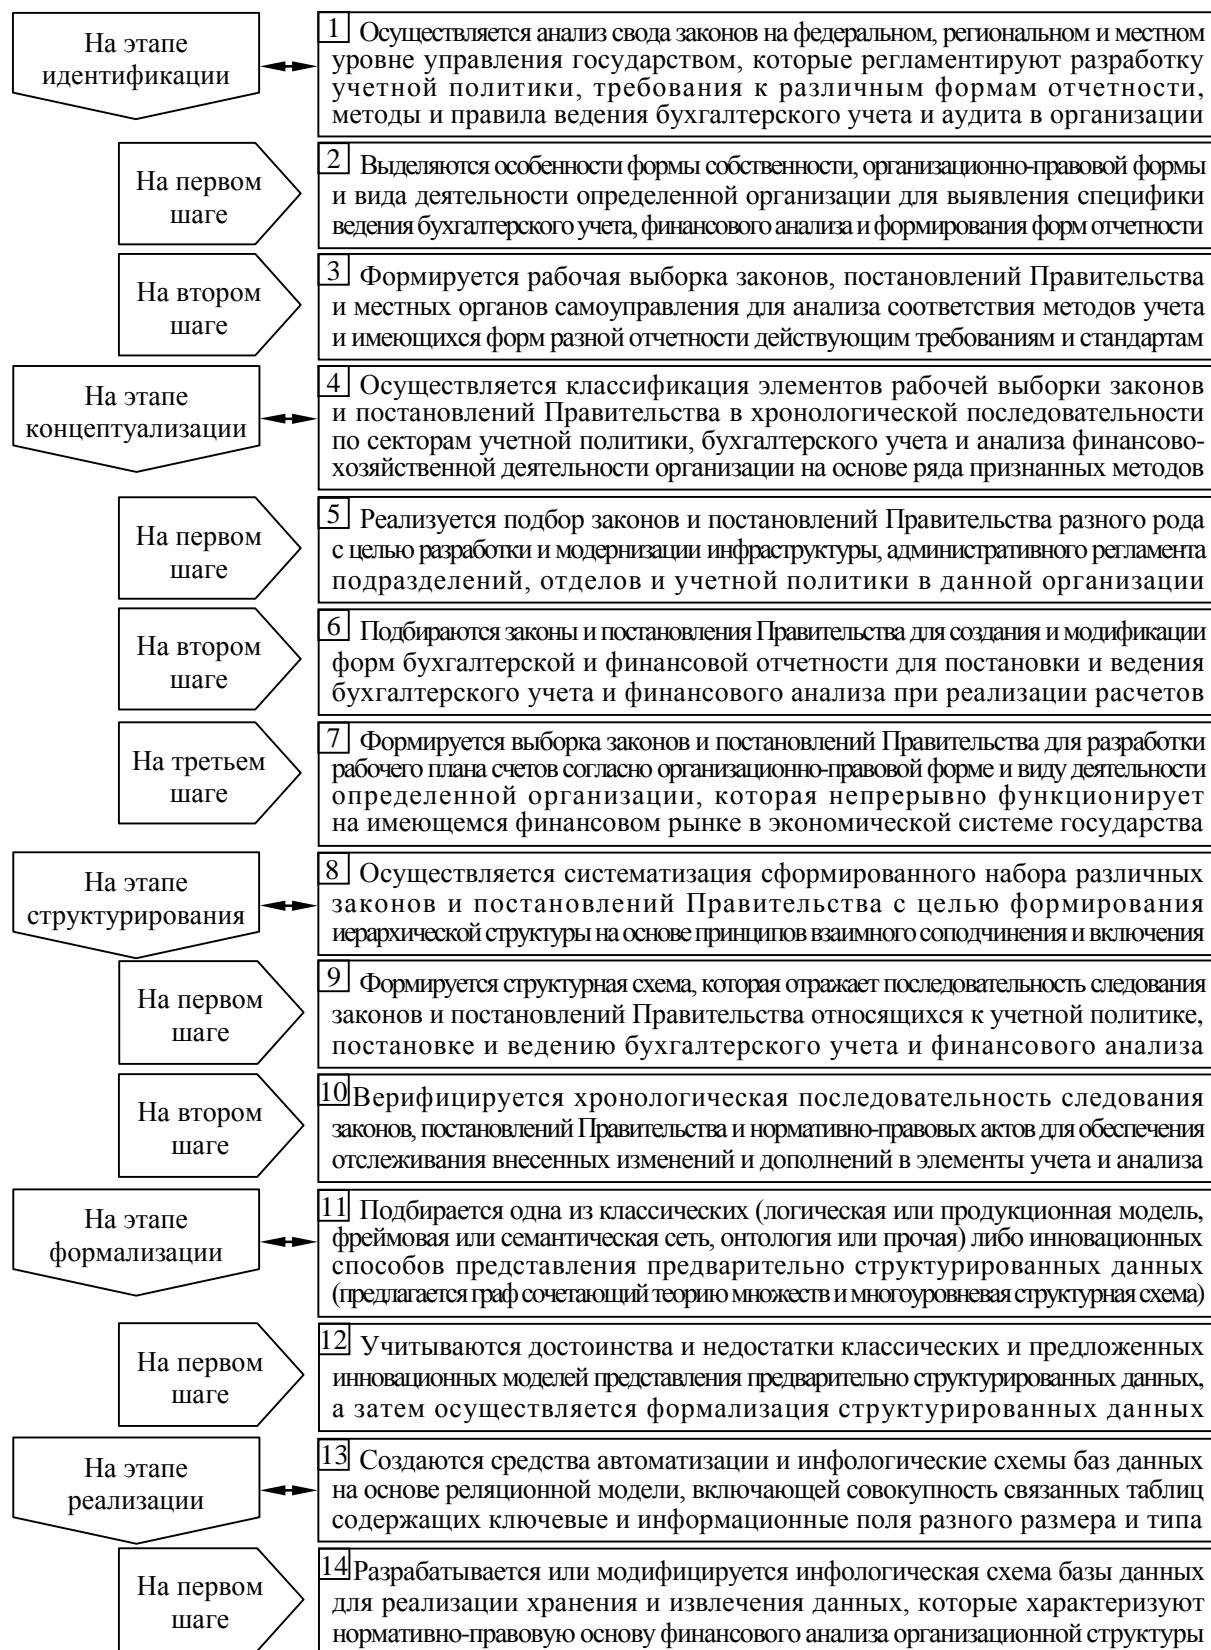 На этапе
идентификации
1 Осуществляется анализ свода законов на федеральном, региональном и местном
уровне управления государством, которые регламентируют разработку
учетной политики, требования к различным формам отчетности,
методы и правила ведения бухгалтерского учета и аудита в организации
На первом
шаге
2 Выделяются особенности формы собственности, организационно-правовой формы
и вида деятельности определенной организации для выявления специфики
ведения бухгалтерского учета, финансового анализа и формирования форм отчетности
На втором
шаге
3 Формируется рабочая выборка законов, постановлений Правительства
и местных органов самоуправления для анализа соответствия методов учета
и имеющихся форм разной отчетности действующим требованиям и стандартам
На этапе
концептуализации
4 Осуществляется классификация элементов рабочей выборки законов
и постановлений Правительства в хронологической последовательности
по секторам учетной политики, бухгалтерского учета и анализа финансово-
хозяйственной деятельности организации на основе ряда признанных методов
На первом
шаге
5 Реализуется подбор законов и постановлений Правительства разного рода
с целью разработки и модернизации инфраструктуры, административного регламента
подразделений, отделов и учетной политики в данной организации
На втором
шаге
6 Подбираются законы и постановления Правительства для создания и модификации
форм бухгалтерской и финансовой отчетности для постановки и ведения
бухгалтерского учета и финансового анализа при реализации расчетов
На третьем
шаге
7 Формируется выборка законов и постановлений Правительства для разработки
рабочего плана счетов согласно организационно-правовой форме и виду деятельности
определенной организации, которая непрерывно функционирует
на имеющемся финансовом рынке в экономической системе государства
На этапе
структурирования
8 Осуществляется систематизация сформированного набора различных
законов и постановлений Правительства с целью формирования
иерархической структуры на основе принципов взаимного соподчинения и включения
На первом
шаге
9 Формируется структурная схема, которая отражает последовательность следования
законов и постановлений Правительства относящихся к учетной политике,
постановке и ведению бухгалтерского учета и финансового анализа
На втором
шаге
10 Верифицируется хронологическая последовательность следования
законов, постановлений Правительства и нормативно-правовых актов для обеспечения
отслеживания внесенных изменений и дополнений в элементы учета и анализа
На этапе
формализации
11 Подбирается одна из классических (логическая или продукционная модель,
фреймовая или семантическая сеть, онтология или прочая) либо инновационных
способов представления предварительно структурированных данных
(предлагается граф сочетающий теорию множеств и многоуровневая структурная схема)
На первом
шаге
12 Учитываются достоинства и недостатки классических и предложенных
инновационных моделей представления предварительно структурированных данных,
а затем осуществляется формализация структурированных данных
На этапе
реализации
13 Создаются средства автоматизации и инфологические схемы баз данных
на основе реляционной модели, включающей совокупность связанных таблиц
содержащих ключевые и информационные поля разного размера и типа
На первом
шаге
14 Разрабатывается или модифицируется инфологическая схема базы данных
для реализации хранения и извлечения данных, которые характеризуют
нормативно-правовую основу финансового анализа организационной структуры